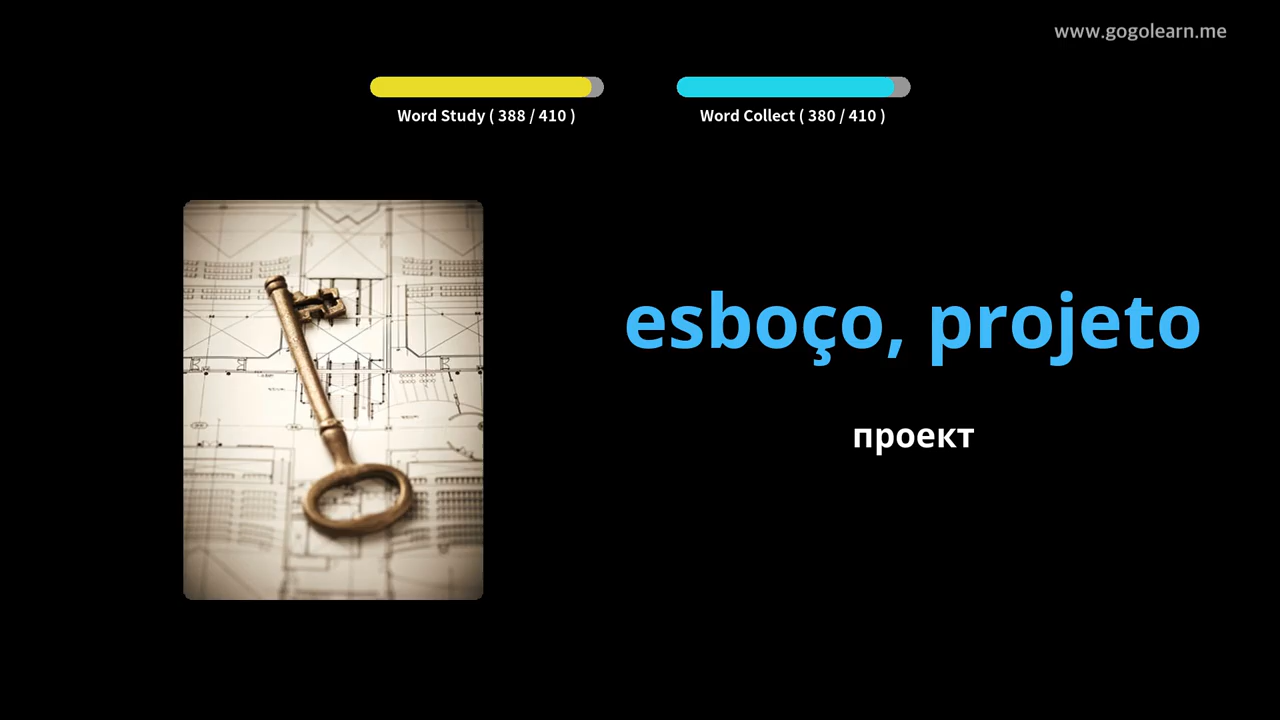 www.gogolearn.me
Word Study ( 388 / 410 )
Word Collect ( 380 / 410 )
esboço, projeto
проект